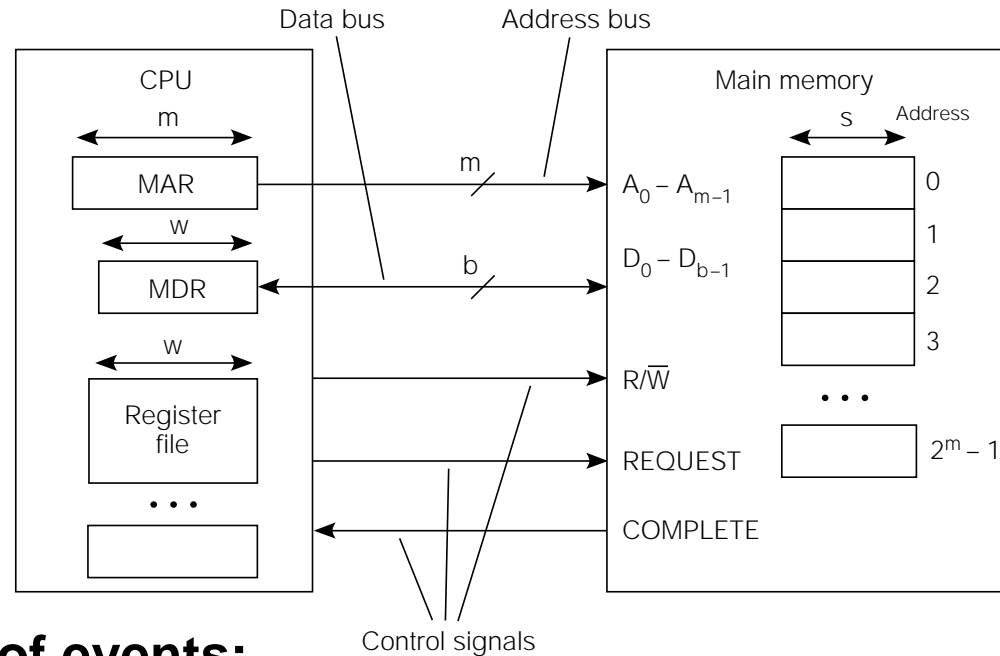 Data bus
Address bus
CPU
Main memory
m
s
Address
MAR
m
A₀ – Aₘ₋₁
0
w
1
MDR
b
D₀ – D_b–1
2
3
w
R/W̅
Register
file
• • •
2ᵐ – 1
REQUEST
• • •
COMPLETE
Control signals
of events: